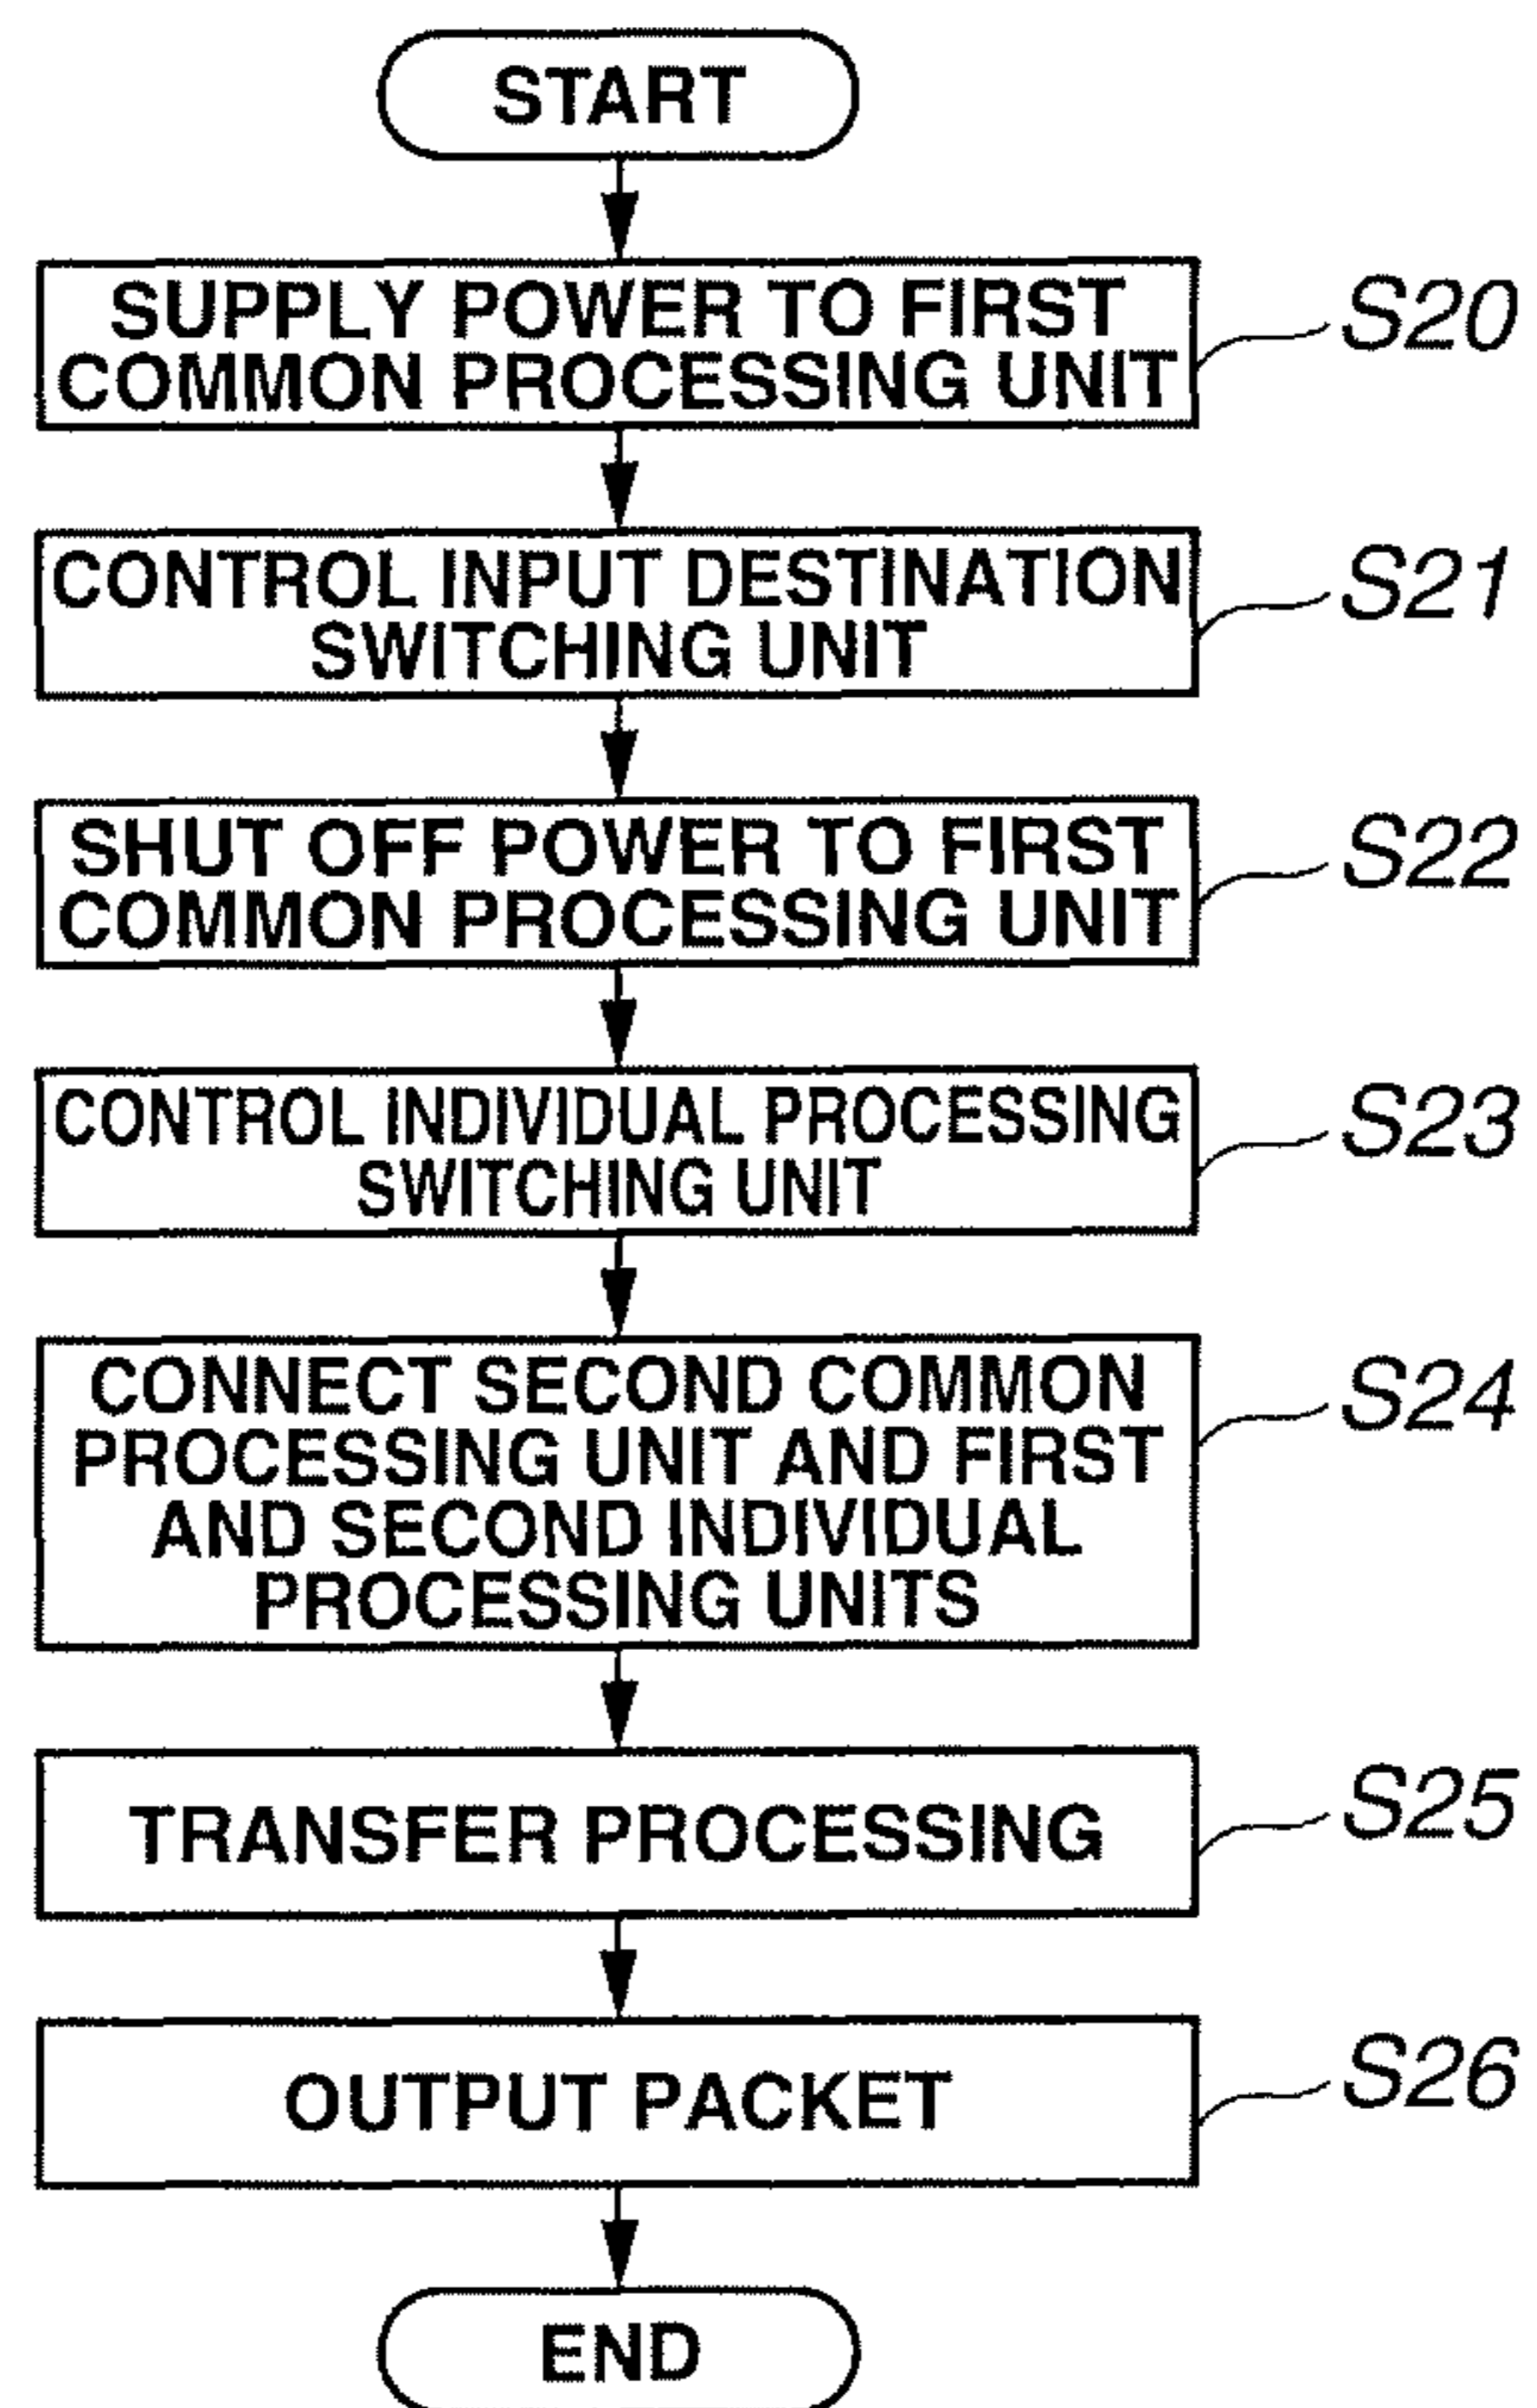 START
SUPPLY POWER TO FIRST
COMMON PROCESSING UNIT
S20
CONTROL INPUT DESTINATION
SWITCHING UNIT
S21
SHUT OFF POWER TO FIRST
COMMON PROCESSING UNIT
S22
CONTROL INDIVIDUAL PROCESSING
SWITCHING UNIT
S23
CONNECT SECOND COMMON
PROCESSING UNIT AND FIRST
AND SECOND INDIVIDUAL
PROCESSING UNITS
S24
TRANSFER PROCESSING
S25
OUTPUT PACKET
S26
END